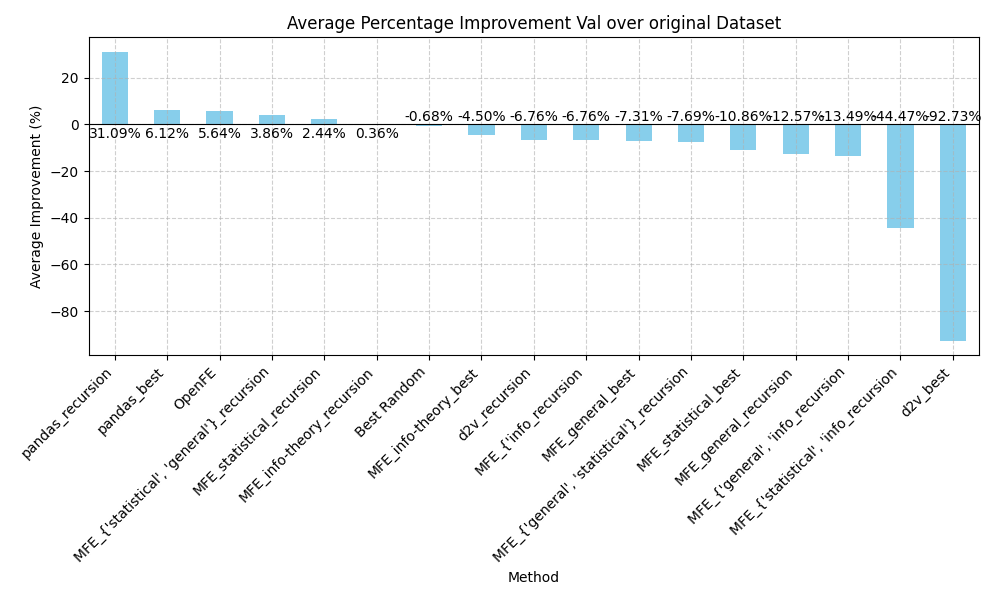 Average Percentage Improvement Val over original Dataset
Average Improvement (%)
20
0
−20
−40
−60
−80
31.09% 6.12% 5.64% 3.86% 2.44% 0.36% -0.68% -4.50% -6.76% -6.76% -7.31% -7.69% -10.86% -12.57% -13.49% -44.47% -92.73%
pandas_recursion
pandas_best
OpenFE
MFE_{'statistical', 'general'}_recursion
MFE_statistical_recursion
MFE_info-theory_recursion
Best Random
MFE_info-theory_best
d2v_recursion
MFE_{'info_recursion
MFE_general_best
MFE_{'general', 'statistical'}_recursion
MFE_statistical_best
MFE_general_recursion
MFE_{'general', 'info_recursion
MFE_{'statistical', 'info_recursion
d2v_best
Method